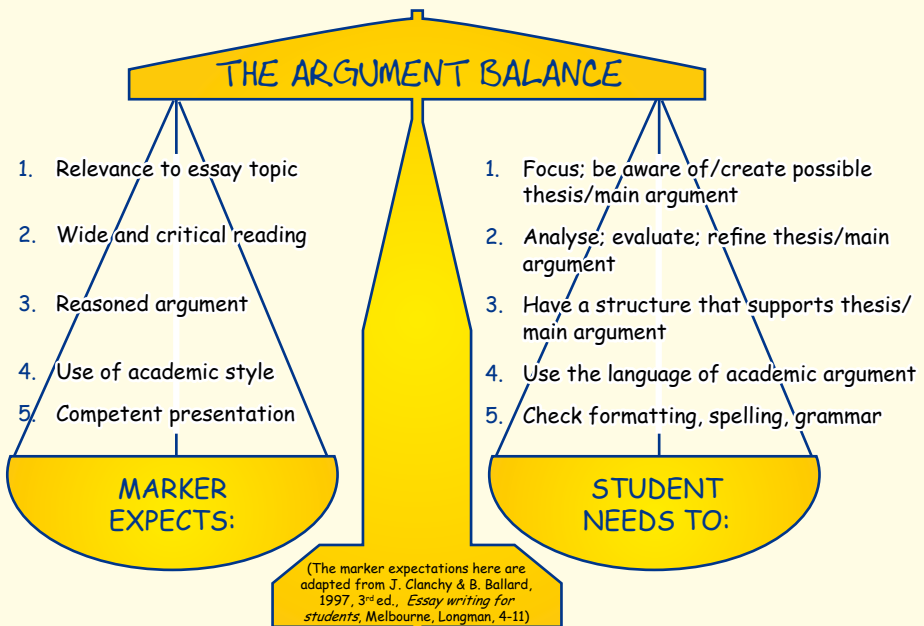 THE ARGUMENT BALANCE
1. Relevance to essay topic
2. Wide and critical reading
3. Reasoned argument
4. Use of academic style
5. Competent presentation
MARKER
EXPECTS:
1. Focus; be aware of/create possible
thesis/main argument
2. Analyse; evaluate; refine thesis/main
argument
3. Have a structure that supports thesis/
main argument
4. Use the language of academic argument
5. Check formatting, spelling, grammar
STUDENT
NEEDS TO:
(The marker expectations here are
adapted from J. Clanchy & B. Ballard,
1997, 3rd ed., Essay writing for
students, Melbourne, Longman, 4-11)